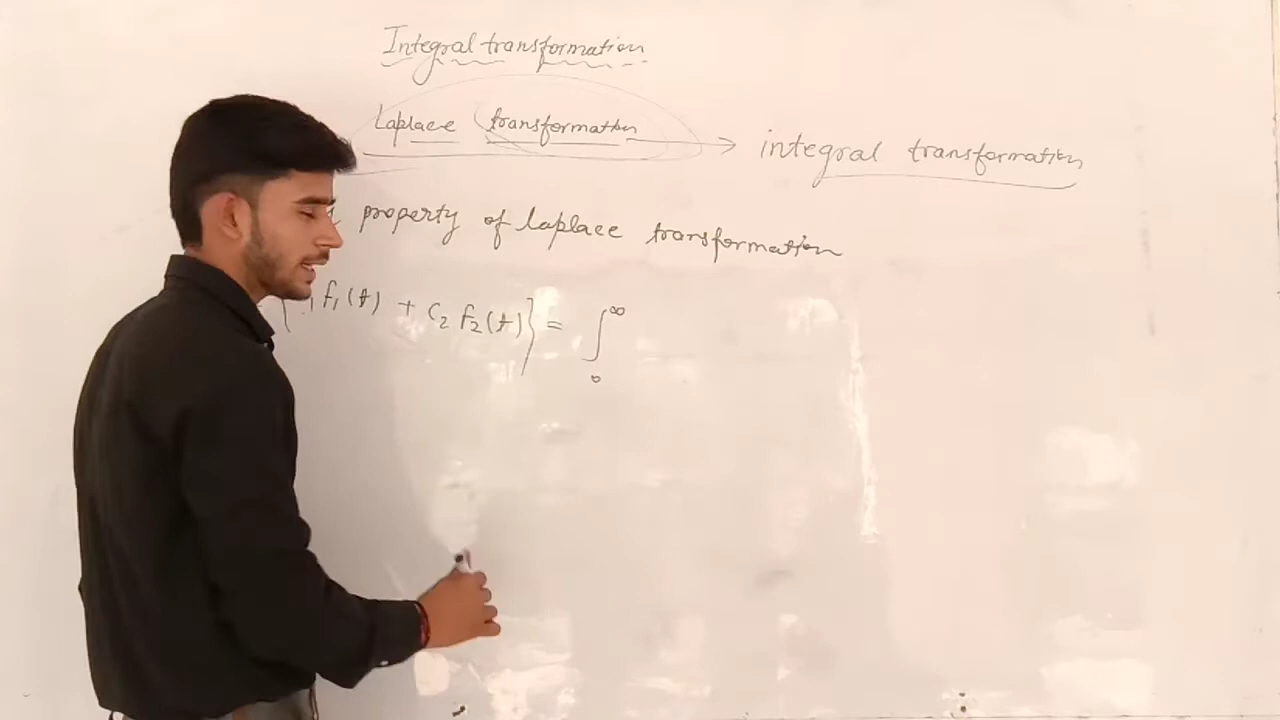 Integral transformation
Laplace transformation → integral transformation
property of laplace transformation
f₁(t) + c₂ f₂(t)} = ∫₀^∞